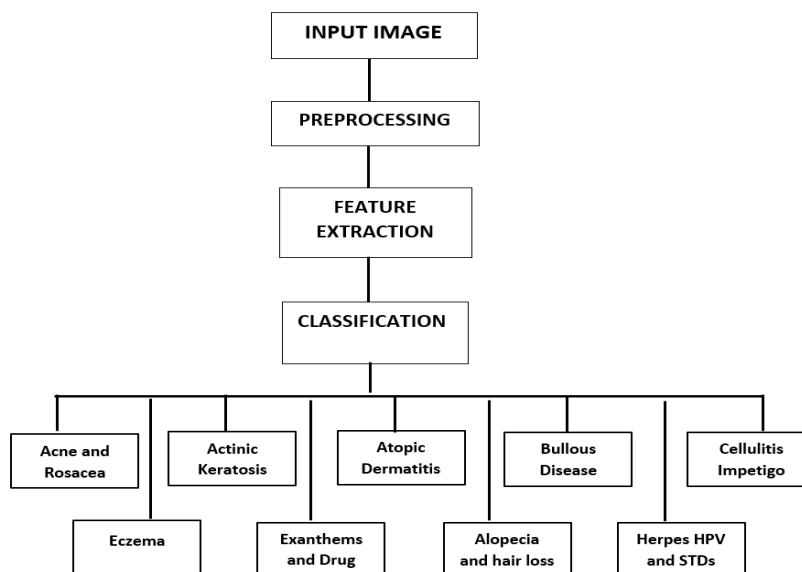 INPUT IMAGE
PREPROCESSING
FEATURE
EXTRACTION
CLASSIFICATION
Acne and
Rosacea
Actinic
Keratosis
Atopic
Dermatitis
Bullous
Disease
Cellulitis
Impetigo
Eczema
Exanthems
and Drug
Alopecia
and hair loss
Herpes HPV
and STDs